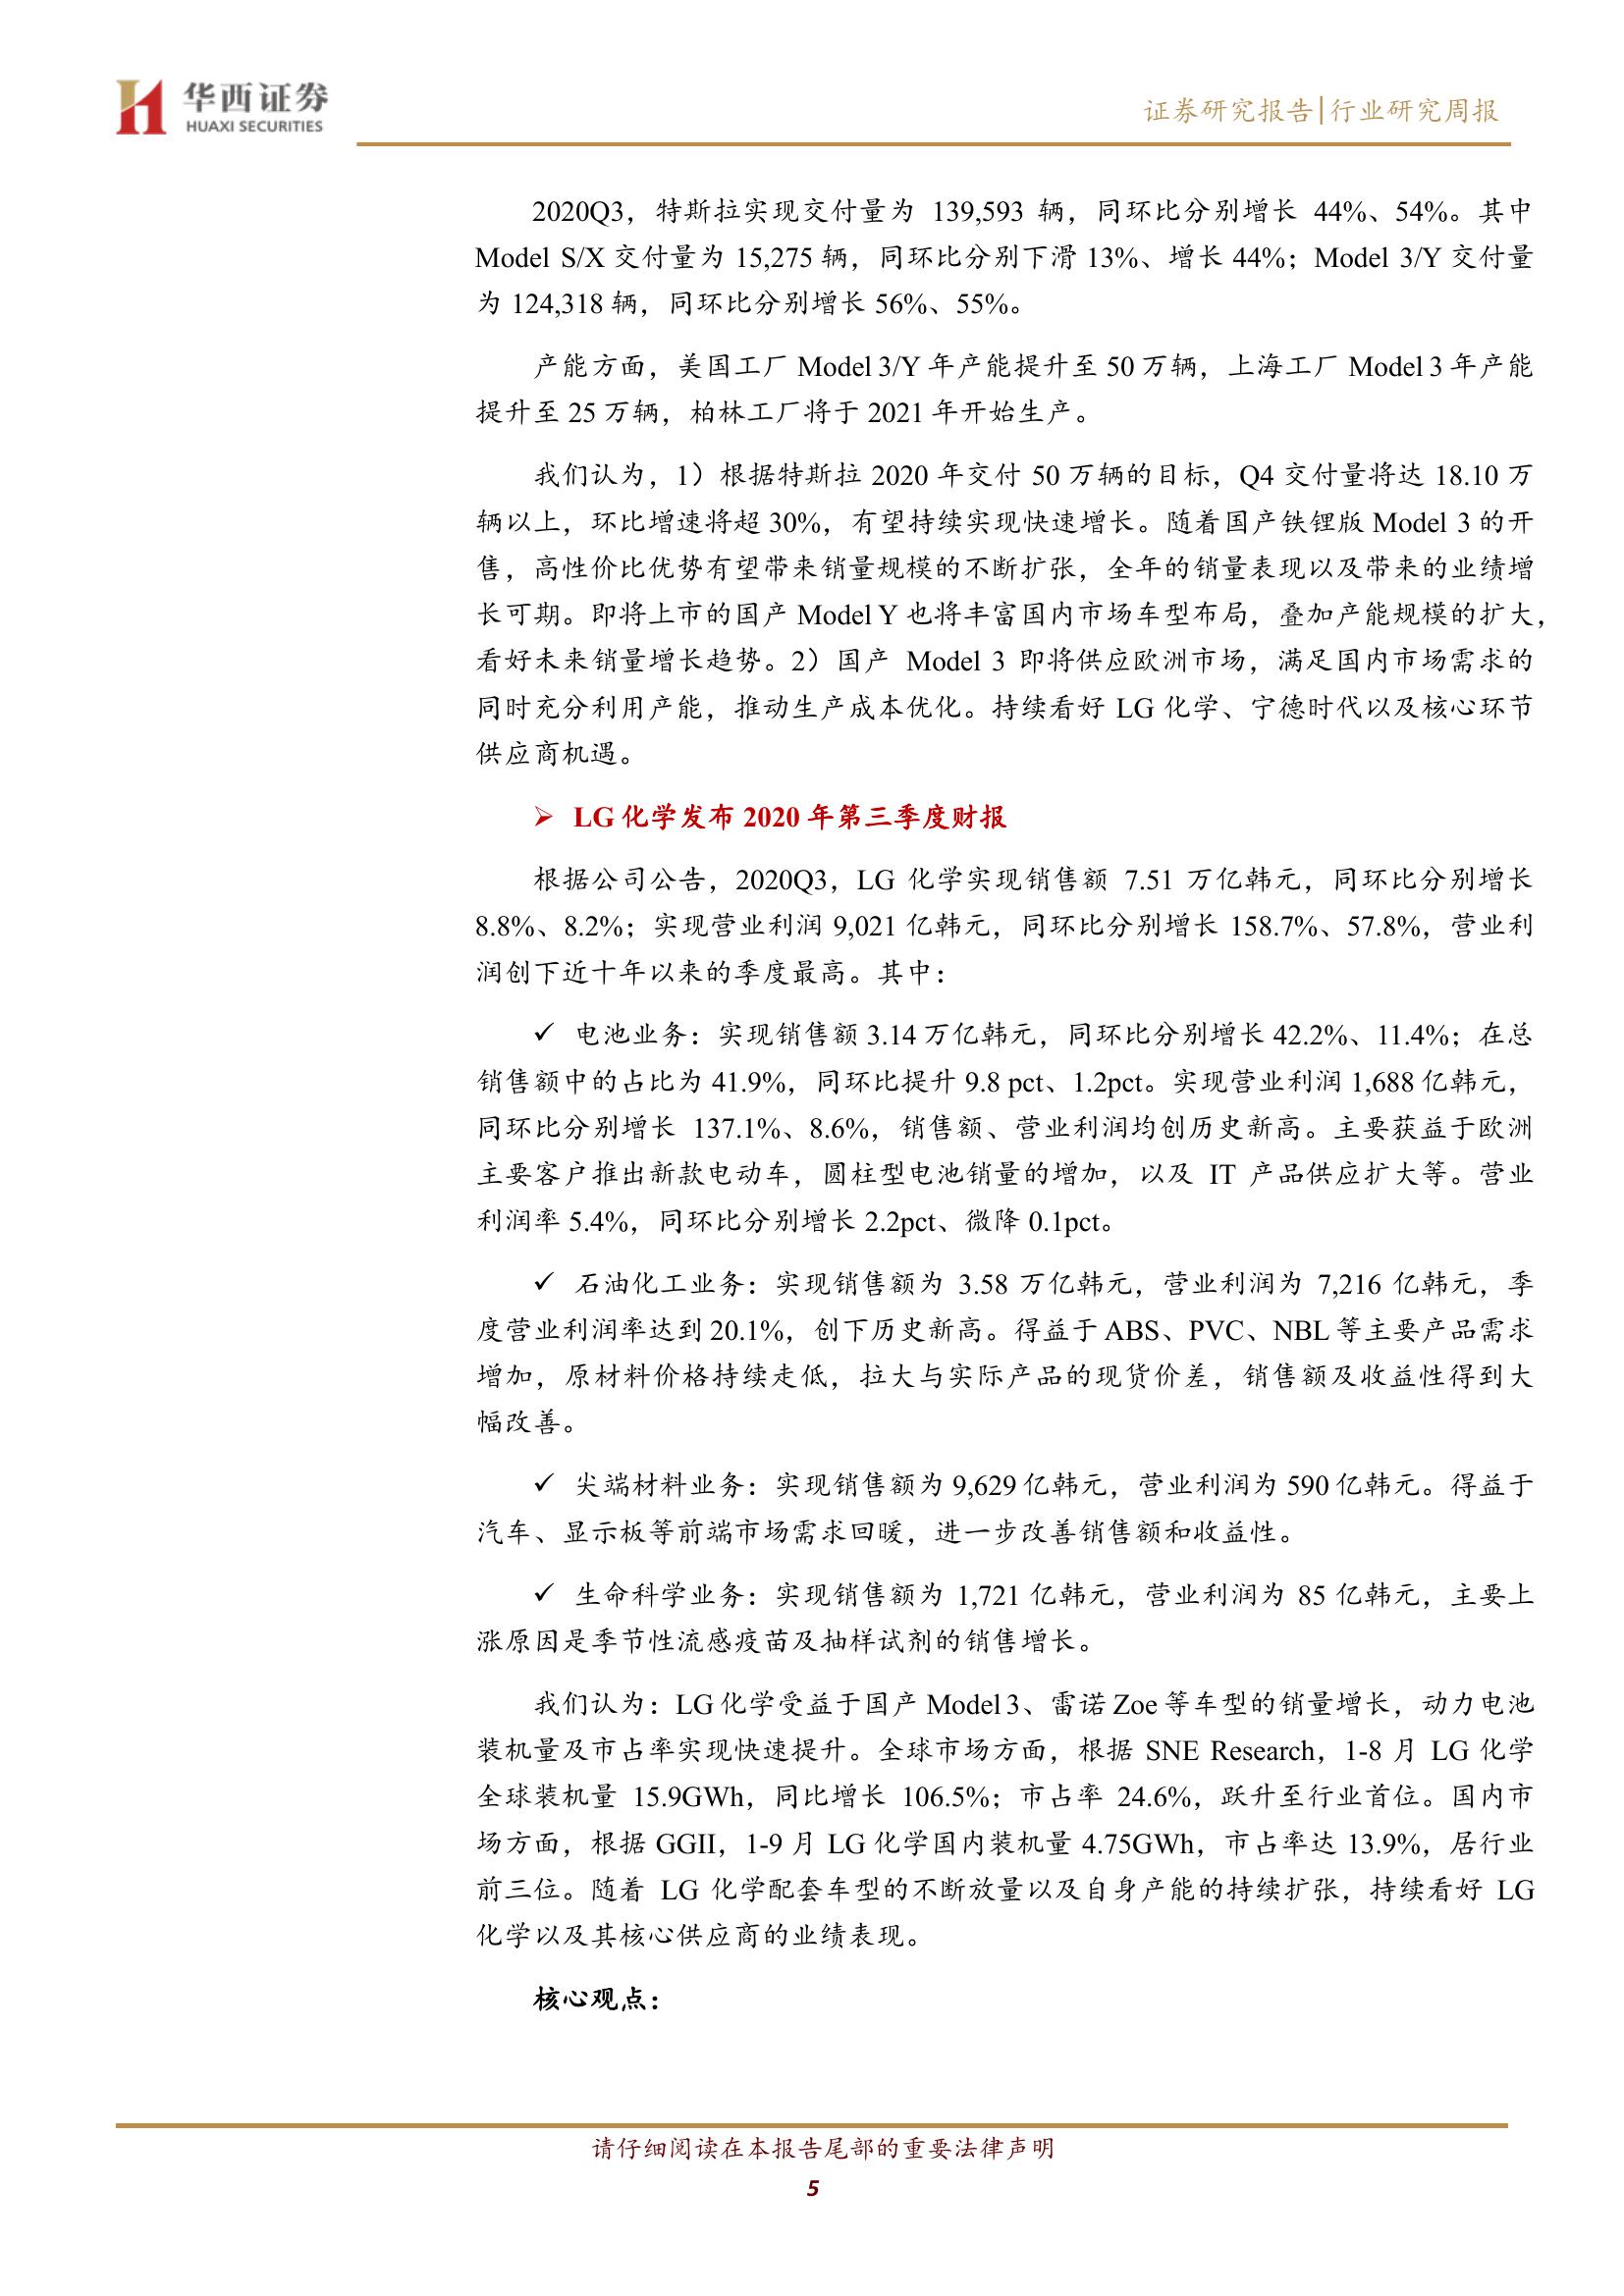 华西证券
HUAXI SECURITIES
证券研究报告|行业研究周报
2020Q3，特斯拉实现交付量为 139,593 辆，同环比分别增长 44%、54%。其中
Model S/X 交付量为 15,275 辆，同环比分别下滑 13%、增长 44%；Model 3/Y 交付量
为 124,318 辆，同环比分别增长 56%、55%。
产能方面，美国工厂 Model 3/Y 年产能提升至 50 万辆，上海工厂 Model 3 年产能
提升至 25 万辆，柏林工厂将于 2021 年开始生产。
我们认为，1）根据特斯拉 2020 年交付 50 万辆的目标，Q4 交付量将达 18.10 万
辆以上，环比增速将超 30%，有望持续实现快速增长。随着国产铁锂版 Model 3 的开
售，高性价比优势有望带来销量规模的不断扩张，全年的销量表现以及带来的业绩增
长可期。即将上市的国产 Model Y 也将丰富国内市场车型布局，叠加产能规模的扩大，
看好未来销量增长趋势。2）国产 Model 3 即将供应欧洲市场，满足国内市场需求的
同时充分利用产能，推动生产成本优化。持续看好 LG 化学、宁德时代以及核心环节
供应商机遇。
➢ LG 化学发布 2020 年第三季度财报
根据公司公告，2020Q3，LG 化学实现销售额 7.51 万亿韩元，同环比分别增长
8.8%、8.2%；实现营业利润 9,021 亿韩元，同环比分别增长 158.7%、57.8%，营业利
润创下近十年以来的季度最高。其中：
✓ 电池业务：实现销售额 3.14 万亿韩元，同环比分别增长 42.2%、11.4%；在总
销售额中的占比为 41.9%，同环比提升 9.8 pct、1.2pct。实现营业利润 1,688 亿韩元，
同环比分别增长 137.1%、8.6%，销售额、营业利润均创历史新高。主要获益于欧洲
主要客户推出新款电动车，圆柱型电池销量的增加，以及 IT 产品供应扩大等。营业
利润率 5.4%，同环比分别增长 2.2pct、微降 0.1pct。
✓ 石油化工业务：实现销售额为 3.58 万亿韩元，营业利润为 7,216 亿韩元，季
度营业利润率达到 20.1%，创下历史新高。得益于 ABS、PVC、NBL 等主要产品需求
增加，原材料价格持续走低，拉大与实际产品的现货价差，销售额及收益性得到大
幅改善。
✓ 尖端材料业务：实现销售额为 9,629 亿韩元，营业利润为 590 亿韩元。得益于
汽车、显示板等前端市场需求回暖，进一步改善销售额和收益性。
✓ 生命科学业务：实现销售额为 1,721 亿韩元，营业利润为 85 亿韩元，主要上
涨原因是季节性流感疫苗及抽样试剂的销售增长。
我们认为：LG 化学受益于国产 Model 3、雷诺 Zoe 等车型的销量增长，动力电池
装机量及市占率实现快速提升。全球市场方面，根据 SNE Research，1-8 月 LG 化学
全球装机量 15.9GWh，同比增长 106.5%；市占率 24.6%，跃升至行业首位。国内市
场方面，根据 GGII，1-9 月 LG 化学国内装机量 4.75GWh，市占率达 13.9%，居行业
前三位。随着 LG 化学配套车型的不断放量以及自身产能的持续扩张，持续看好 LG
化学以及其核心供应商的业绩表现。
核心观点：
请仔细阅读在本报告尾部的重要法律声明
5